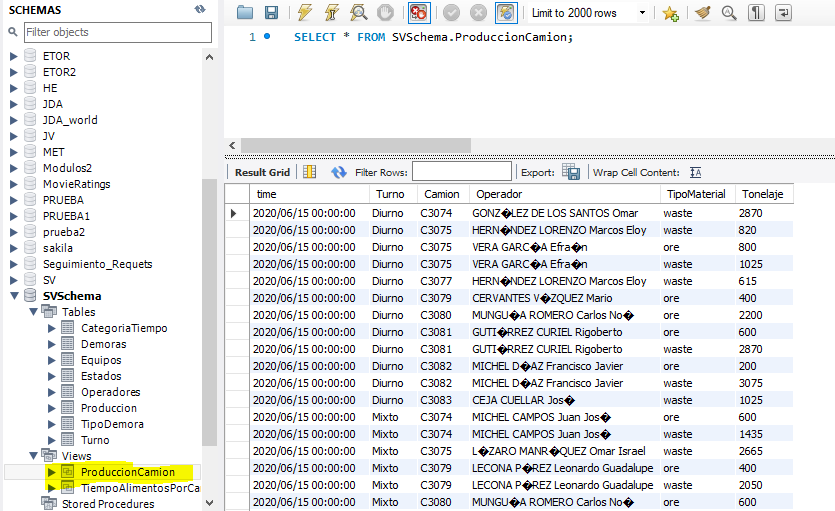 SCHEMAS
Filter objects
ETOR
ETOR2
HE
JDA
JDA_world
JV
MET
Modulos2
MovieRatings
PRUEBA
PRUEBA1
prueba2
sakila
Seguimiento_Requets
SV
SVSchema
Tables
CategoriaTiempo
Demoras
Equipos
Estados
Operadores
Produccion
TipoDemora
Turno
Views
ProduccionCamion
TiempoAlimentosPorCa
Stored Procedures
Limit to 2000 rows
1 SELECT * FROM SVSchema.ProduccionCamion;
Result Grid Filter Rows: Export: Wrap Cell Content: IA
time Turno Camion Operador TipoMaterial Tonelaje
2020/06/15 00:00:00 Diurno C3074 GONZ�LEZ DE LOS SANTOS Omar waste 2870
2020/06/15 00:00:00 Diurno C3075 HERN�NDEZ LORENZO Marcos Eloy waste 820
2020/06/15 00:00:00 Diurno C3075 VERA GARC�A Efra�n ore 800
2020/06/15 00:00:00 Diurno C3075 VERA GARC�A Efra�n waste 1025
2020/06/15 00:00:00 Diurno C3077 HERN�NDEZ LORENZO Marcos Eloy waste 615
2020/06/15 00:00:00 Diurno C3079 CERVANTES V�ZQUEZ Mario ore 400
2020/06/15 00:00:00 Diurno C3080 MUNGU�A ROMERO Carlos No� ore 2200
2020/06/15 00:00:00 Diurno C3081 GUTI�RREZ CURIEL Rigoberto ore 600
2020/06/15 00:00:00 Diurno C3081 GUTI�RREZ CURIEL Rigoberto waste 2870
2020/06/15 00:00:00 Diurno C3082 MICHEL D�AZ Francisco Javier ore 200
2020/06/15 00:00:00 Diurno C3082 MICHEL D�AZ Francisco Javier waste 3075
2020/06/15 00:00:00 Diurno C3083 CEJA CUELLAR Jos� waste 1025
2020/06/15 00:00:00 Mixto C3074 MICHEL CAMPOS Juan Jos� ore 600
2020/06/15 00:00:00 Mixto C3074 MICHEL CAMPOS Juan Jos� waste 1435
2020/06/15 00:00:00 Mixto C3075 L�ZARO MANR�QUEZ Omar Israel waste 2665
2020/06/15 00:00:00 Mixto C3079 LECONA P�REZ Leonardo Guadalupe ore 400
2020/06/15 00:00:00 Mixto C3079 LECONA P�REZ Leonardo Guadalupe waste 2050
2020/06/15 00:00:00 Mixto C3080 MUNGU�A ROMERO Carlos No� ore 600